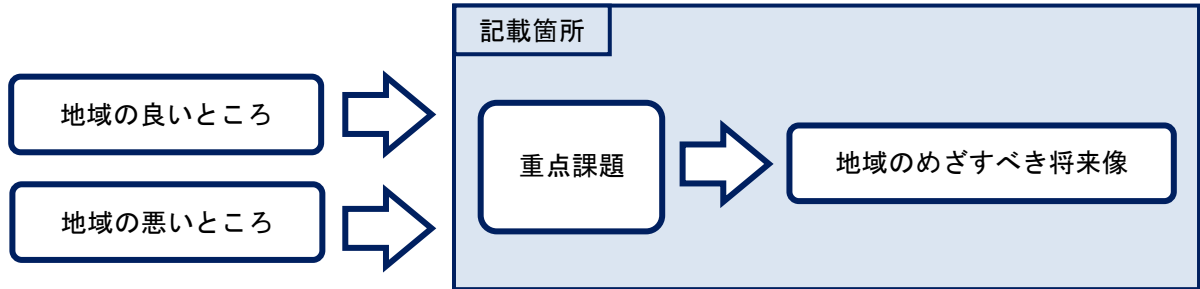 記載箇所
地域の良いところ
地域の悪いところ
重点課題
地域のめざすべき将来像